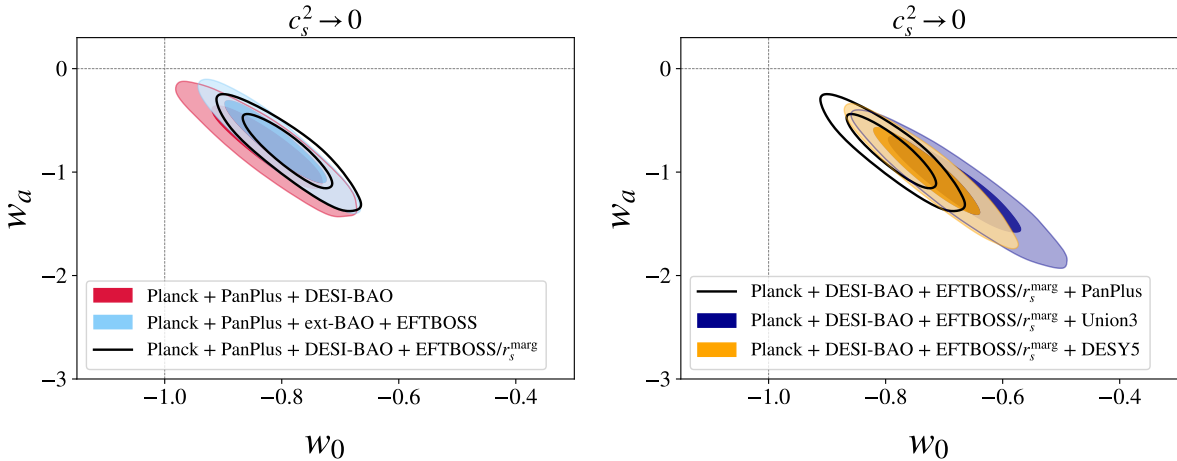 c_s^2 → 0
0
−1
−2
−3
w_a
Planck + PanPlus + DESI-BAO
Planck + PanPlus + ext-BAO + EFTBOSS
Planck + PanPlus + DESI-BAO + EFTBOSS/r_s^marg
−1.0 −0.8 −0.6 −0.4
w_0
c_s^2 → 0
0
−1
−2
−3
w_a
Planck + DESI-BAO + EFTBOSS/r_s^marg + PanPlus
Planck + DESI-BAO + EFTBOSS/r_s^marg + Union3
Planck + DESI-BAO + EFTBOSS/r_s^marg + DESY5
−1.0 −0.8 −0.6 −0.4
w_0